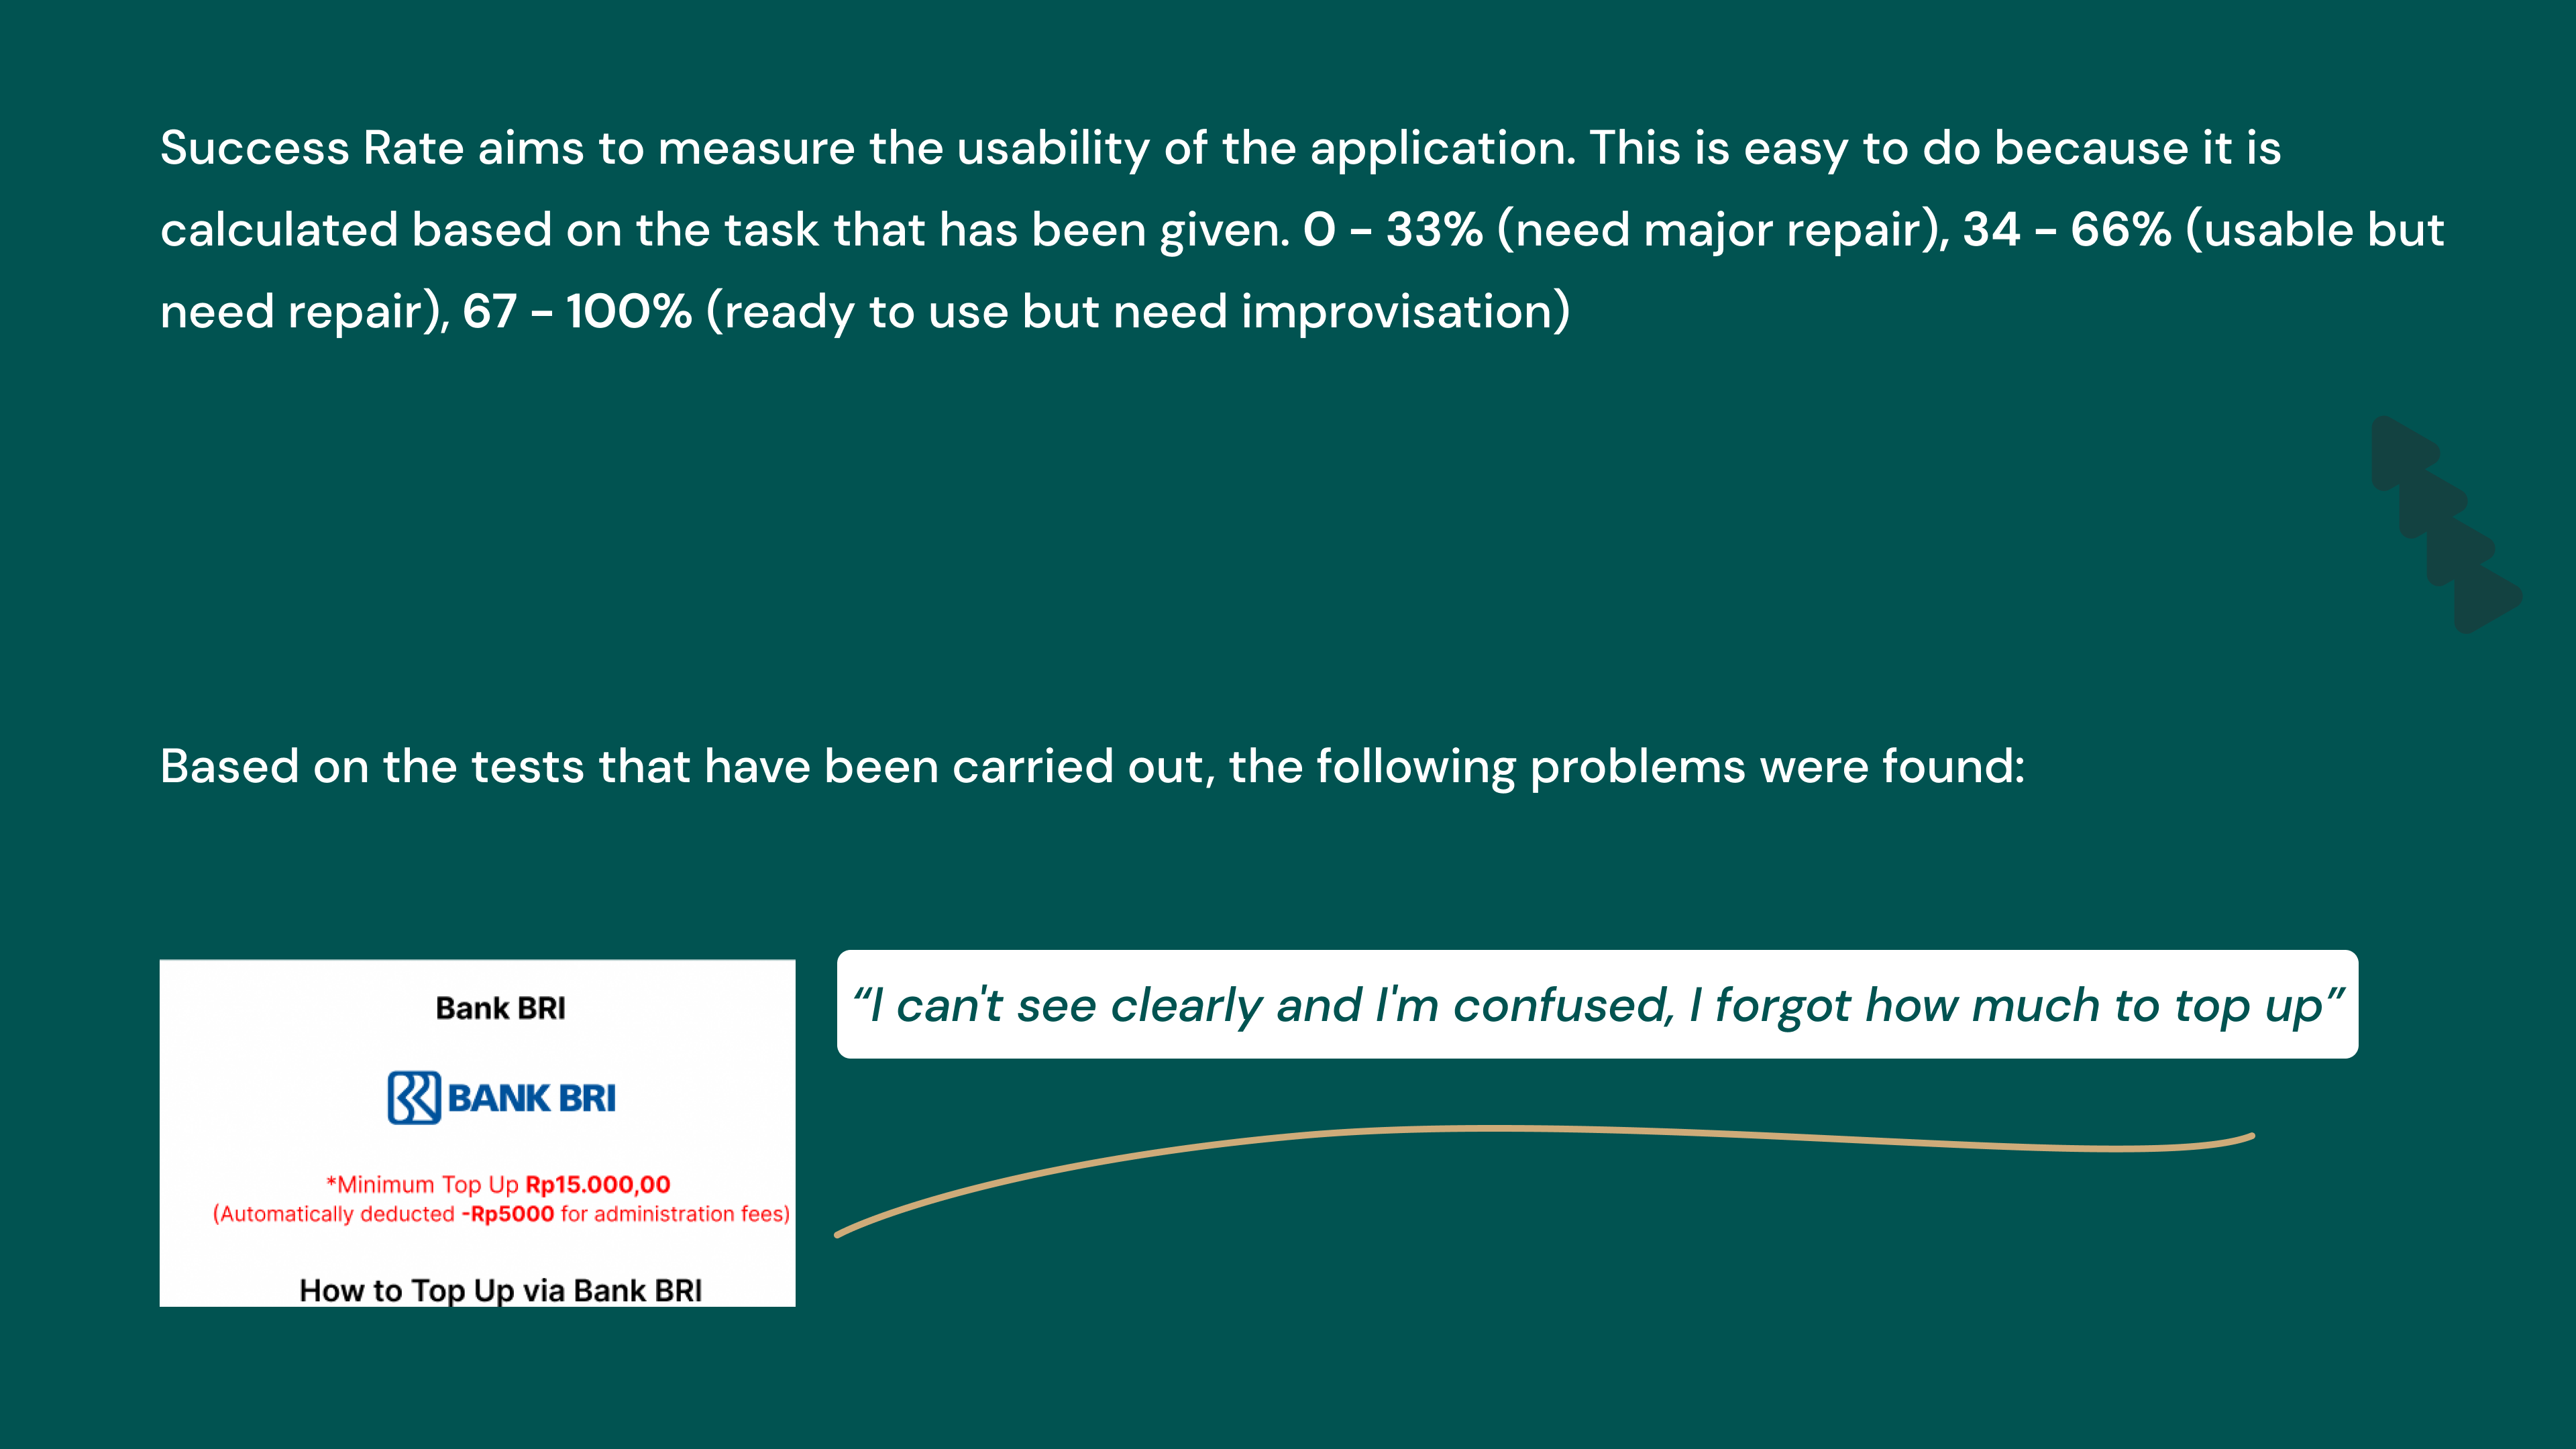 Success Rate aims to measure the usability of the application. This is easy to do because it is
calculated based on the task that has been given. 0 - 33% (need major repair), 34 - 66% (usable but
need repair), 67 - 100% (ready to use but need improvisation)
Based on the tests that have been carried out, the following problems were found:
Bank BRI
BANK BRI
*Minimum Top Up Rp15.000,00
(Automatically deducted -Rp5000 for administration fees)
How to Top Up via Bank BRI
“I can't see clearly and I'm confused, I forgot how much to top up”